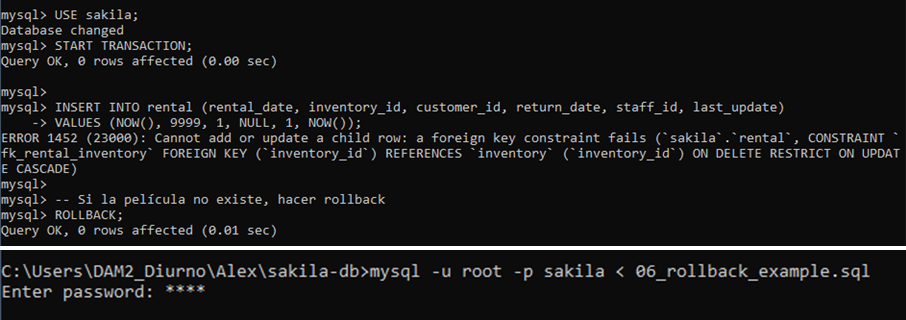 mysql> USE sakila;
Database changed
mysql> START TRANSACTION;
Query OK, 0 rows affected (0.00 sec)
mysql>
mysql> INSERT INTO rental (rental_date, inventory_id, customer_id, return_date, staff_id, last_update)
    -> VALUES (NOW(), 9999, 1, NULL, 1, NOW());
ERROR 1452 (23000): Cannot add or update a child row: a foreign key constraint fails (`sakila`.`rental`, CONSTRAINT `
fk_rental_inventory` FOREIGN KEY (`inventory_id`) REFERENCES `inventory` (`inventory_id`) ON DELETE RESTRICT ON UPDAT
E CASCADE)
mysql>
mysql> -- Si la película no existe, hacer rollback
mysql> ROLLBACK;
Query OK, 0 rows affected (0.01 sec)
C:\Users\DAM2_Diurno\Alex\sakila-db>mysql -u root -p sakila < 06_rollback_example.sql
Enter password: ****